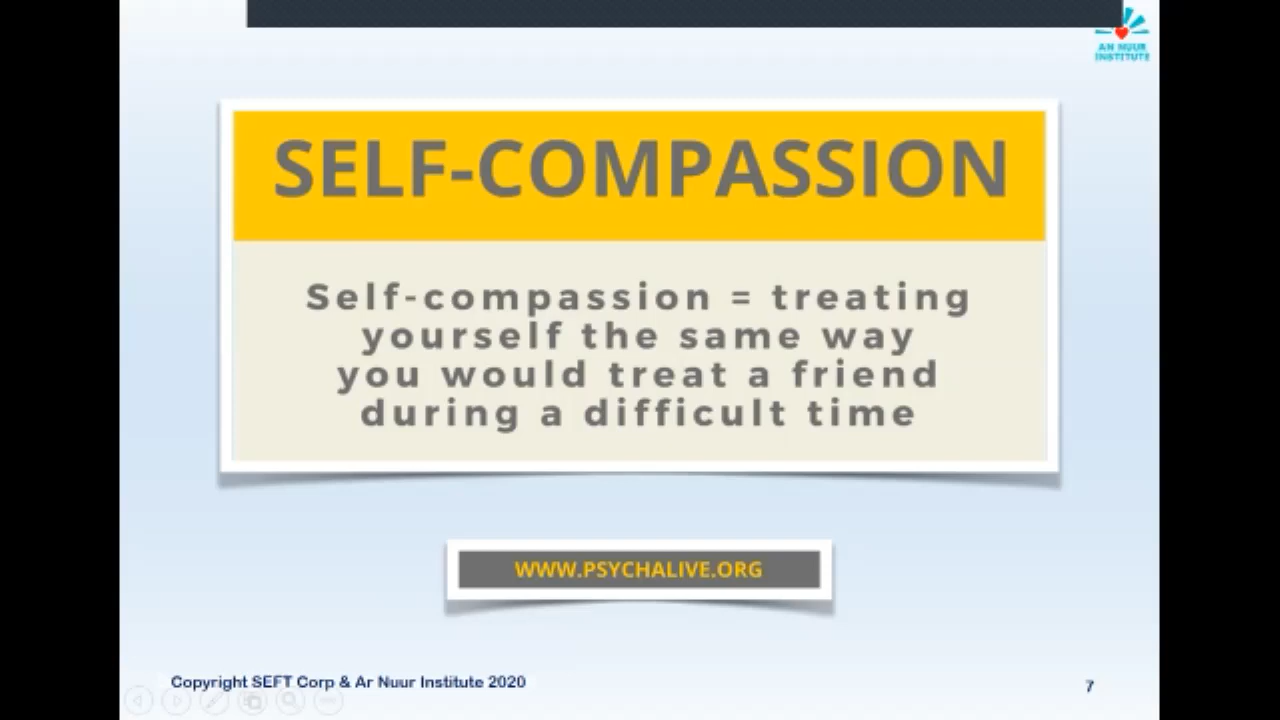 AN NUUR
INSTITUTE
SELF-COMPASSION
Self-compassion = treating
yourself the same way
you would treat a friend
during a difficult time
WWW.PSYCHALIVE.ORG
Copyright SEFT Corp & Ar Nuur Institute 2020
7